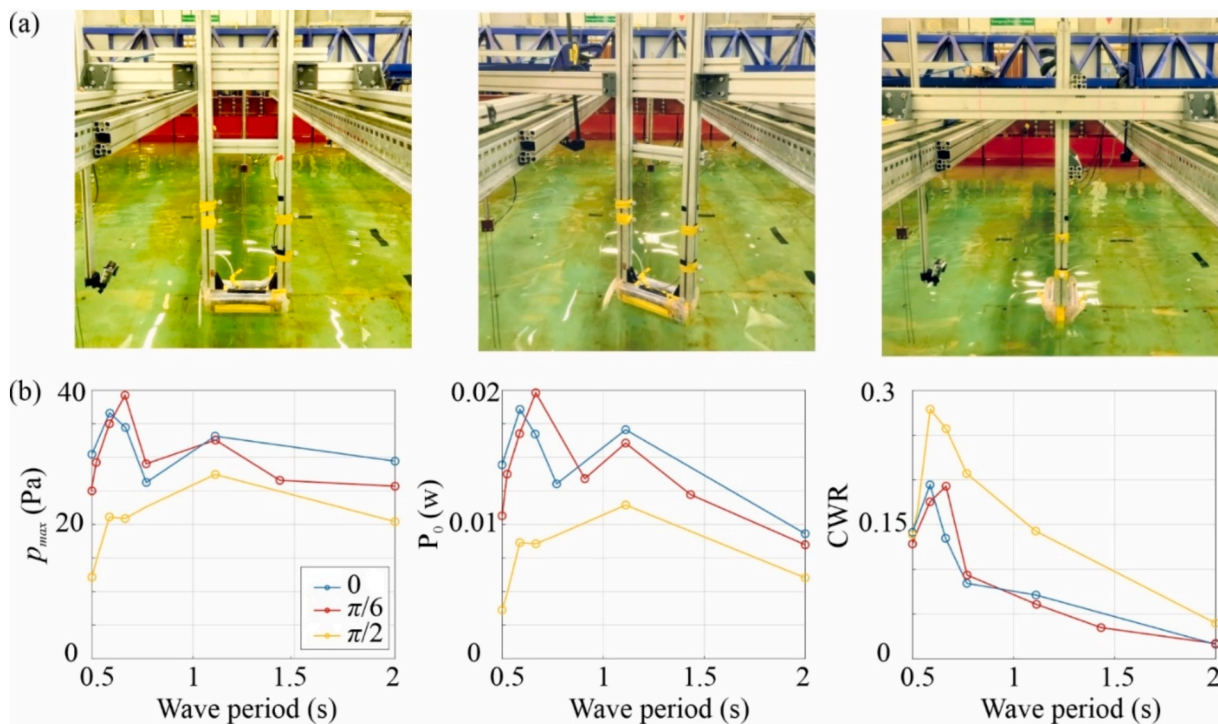 (a)
(b)
40
20
0
p_max (Pa)
0
π/6
π/2
0.5 1 1.5 2
Wave period (s)
0.02
0.01
0
P_0 (w)
0.5 1 1.5 2
Wave period (s)
0.3
0.15
0
CWR
0.5 1 1.5 2
Wave period (s)